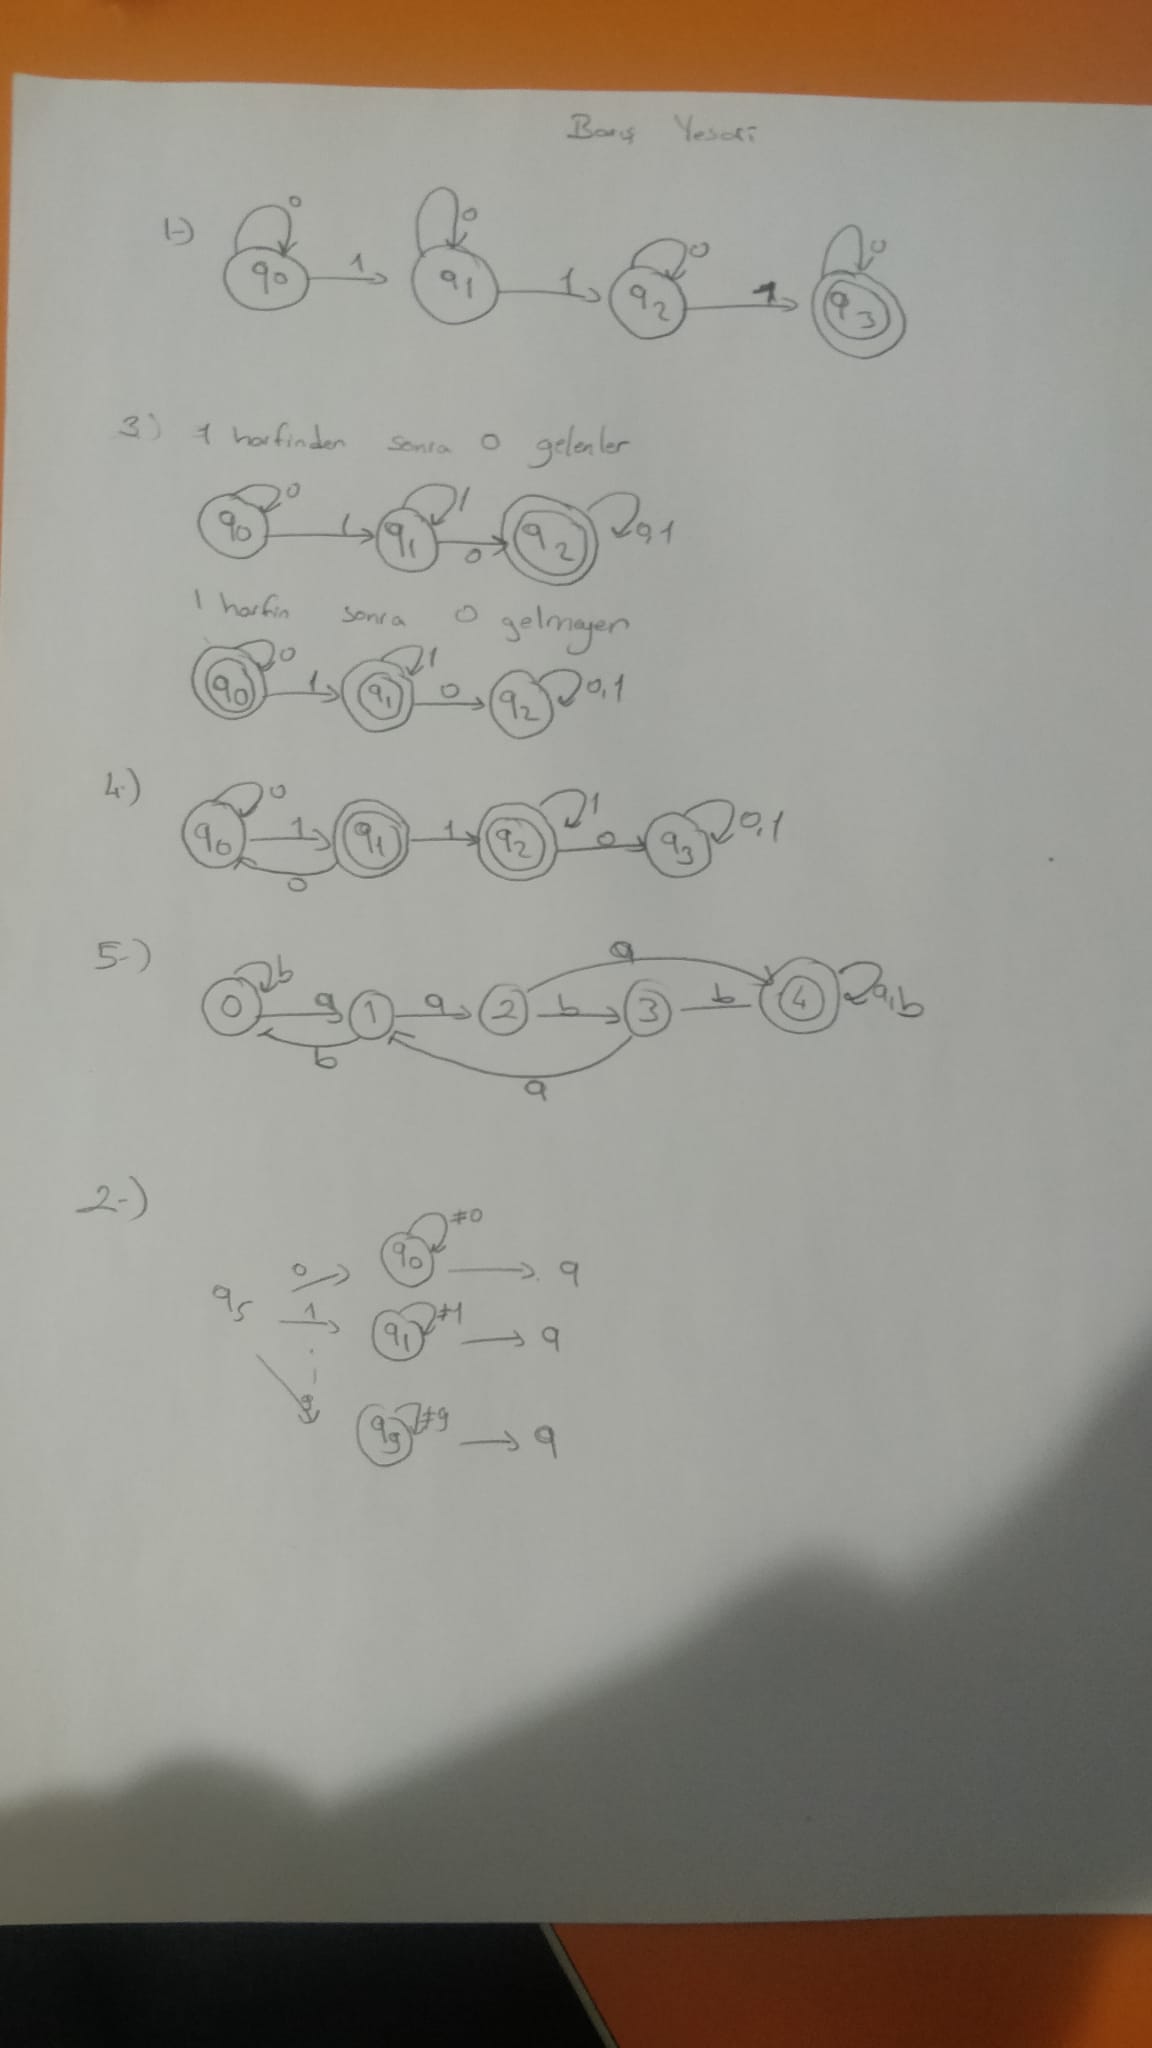 Barış Yesari
1-) q0 0 1 q1 0 1 q2 0 1 q3 0
3) 1 harfinden sonra 0 gelenler
q0 0 1 q1 1 0 q2 0,1
1 harfin sonra 0 gelmeyen
q0 0 1 q1 1 0 q2 0,1
4-) q0 0 1 0 q1 1 q2 1 0 q3 0,1
5-) 0 b a b 1 a 2 a b 3 b a 4 a,b
2-)
qs 0 q0 ≠0 q
1 q1 ≠1 q
9 q9 ≠9 q